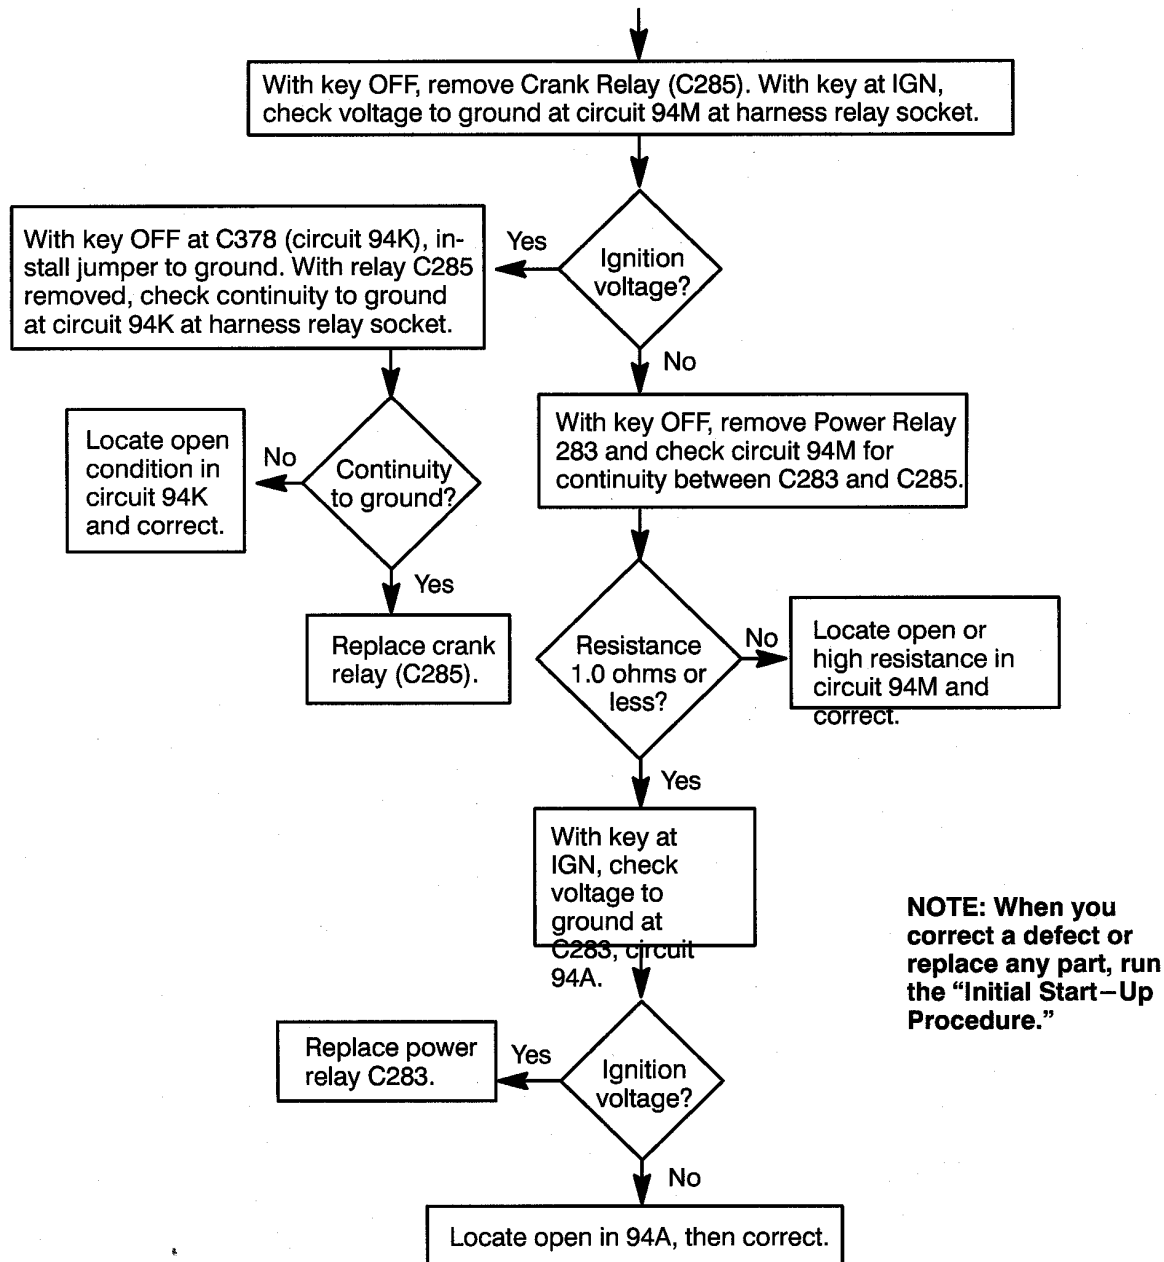 With key OFF, remove Crank Relay (C285). With key at IGN,
check voltage to ground at circuit 94M at harness relay socket.
Ignition
voltage?
Yes
With key OFF at C378 (circuit 94K), in-
stall jumper to ground. With relay C285
removed, check continuity to ground
at circuit 94K at harness relay socket.
No
With key OFF, remove Power Relay
283 and check circuit 94M for
continuity between C283 and C285.
Continuity
to ground?
No
Locate open
condition in
circuit 94K
and correct.
Yes
Replace crank
relay (C285).
Resistance
1.0 ohms or
less?
No
Locate open or
high resistance in
circuit 94M and
correct.
Yes
With key at
IGN, check
voltage to
ground at
C283, circuit
94A.
NOTE: When you
correct a defect or
replace any part, run
the “Initial Start–Up
Procedure.”
Ignition
voltage?
Yes
Replace power
relay C283.
No
Locate open in 94A, then correct.